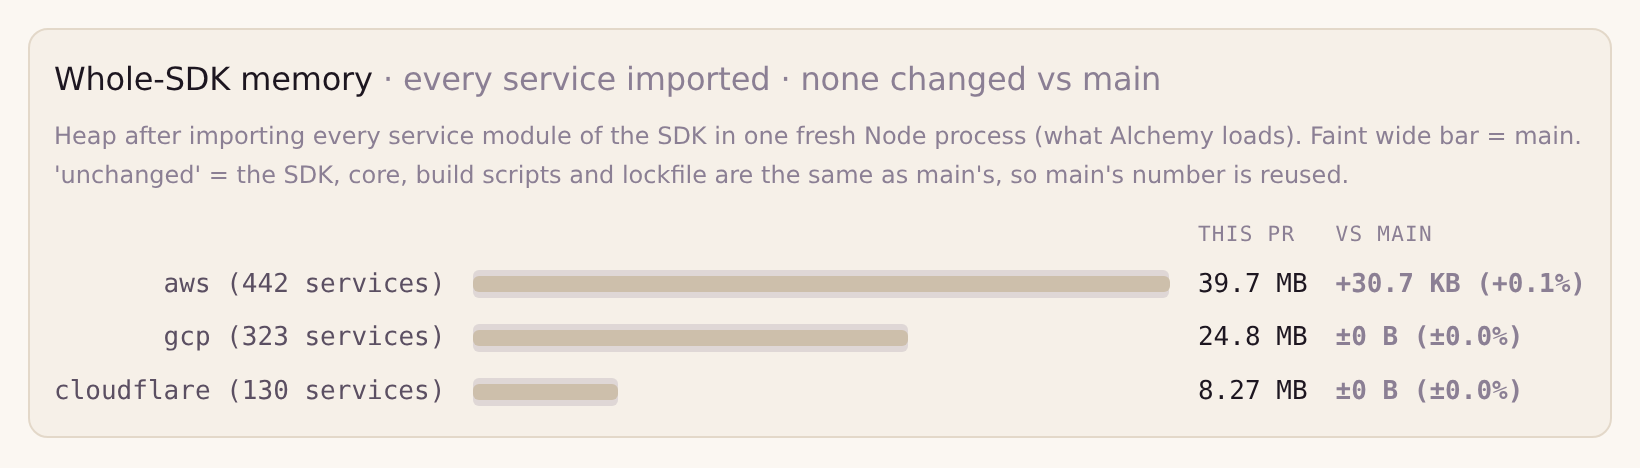 Whole-SDK memory · every service imported · none changed vs main
Heap after importing every service module of the SDK in one fresh Node process (what Alchemy loads). Faint wide bar = main.
'unchanged' = the SDK, core, build scripts and lockfile are the same as main's, so main's number is reused.
THIS PR VS MAIN
aws (442 services) 39.7 MB +30.7 KB (+0.1%)
gcp (323 services) 24.8 MB ±0 B (±0.0%)
cloudflare (130 services) 8.27 MB ±0 B (±0.0%)